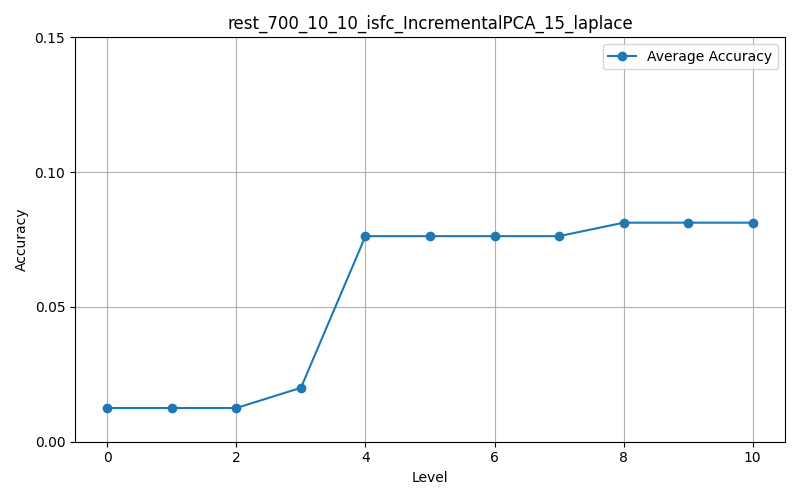 rest_700_10_10_isfc_IncrementalPCA_15_laplace
Average Accuracy
0.15
0.10
0.05
0.00
Accuracy
0 2 4 6 8 10
Level